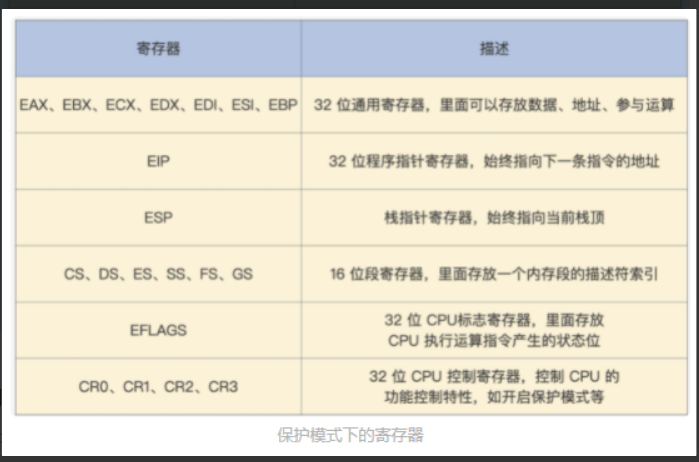 寄存器 描述
EAX、EBX、ECX、EDX、EDI、ESI、EBP 32 位通用寄存器，里面可以存放数据、地址、参与运算
EIP 32 位程序指针寄存器，始终指向下一条指令的地址
ESP 栈指针寄存器，始终指向当前栈顶
CS、DS、ES、SS、FS、GS 16 位段寄存器，里面存放一个内存段的描述符索引
EFLAGS 32 位 CPU标志寄存器，里面存放
CPU 执行运算指令产生的状态位
CR0、CR1、CR2、CR3 32 位 CPU 控制寄存器，控制 CPU 的
功能控制特性，如开启保护模式等
保护模式下的寄存器